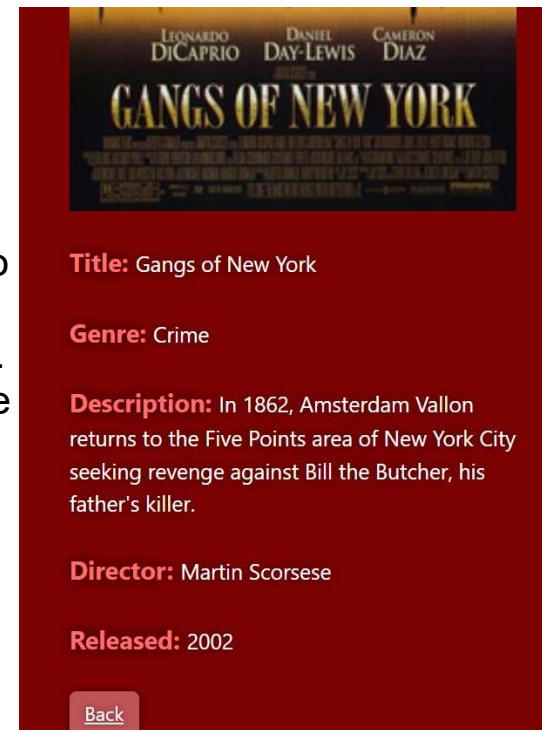 LEONARDO DANIEL CAMERON
DICAPRIO DAY-LEWIS DIAZ
GANGS OF NEW YORK
Title: Gangs of New York
Genre: Crime
Description: In 1862, Amsterdam Vallon
returns to the Five Points area of New York City
seeking revenge against Bill the Butcher, his
father's killer.
Director: Martin Scorsese
Released: 2002
Back